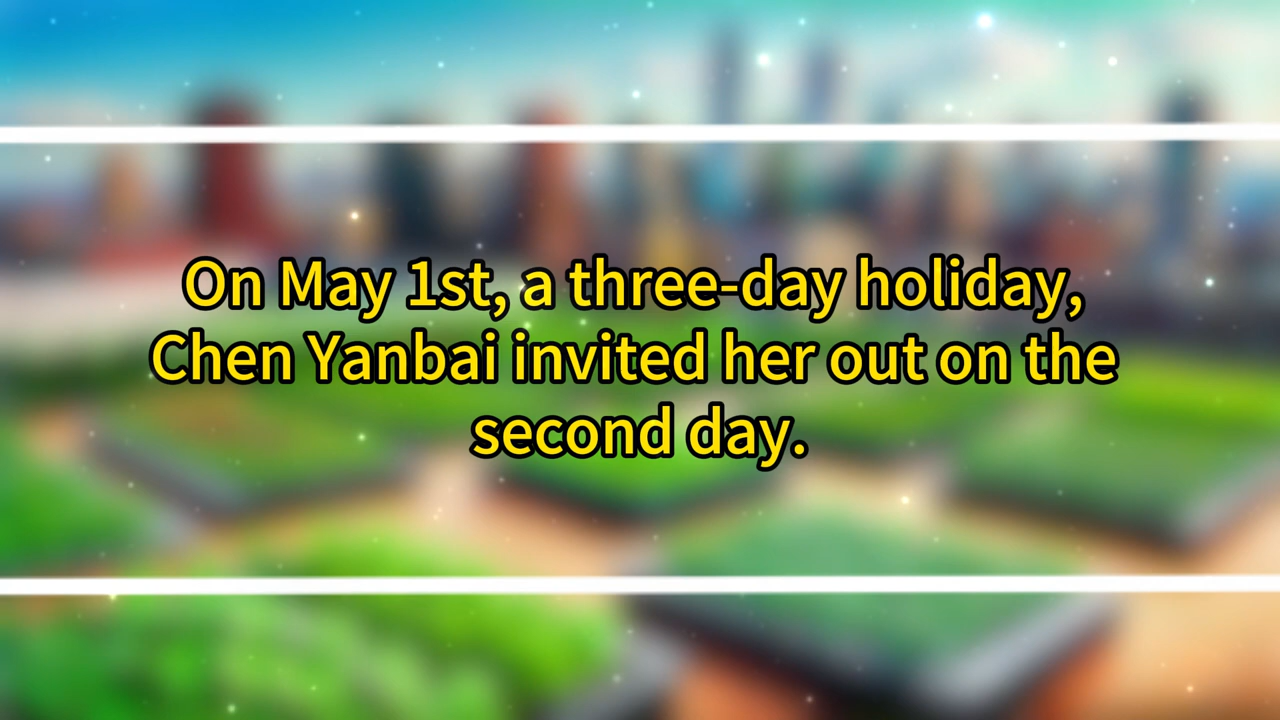 On May 1st, a three-day holiday,
Chen Yanbai invited her out on the
second day.